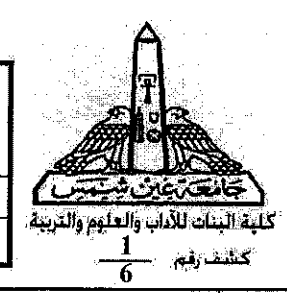 جامعة عين شمس
كلية البنات للآداب والعلوم والتربية
كشف رقم
1
6